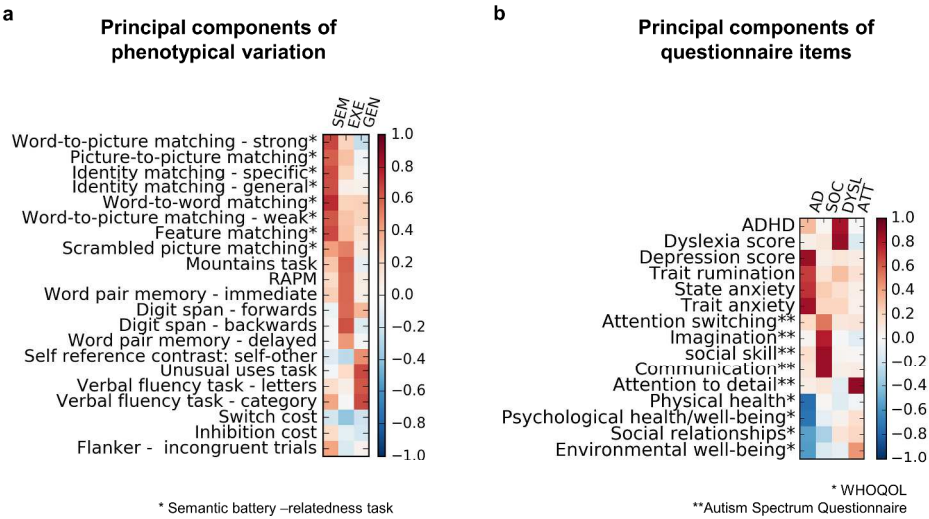 a
Principal components of
phenotypical variation
SEM
EXE
GEN
Word-to-picture matching - strong*
Picture-to-picture matching*
Identity matching - specific*
Identity matching - general*
Word-to-word matching*
Word-to-picture matching - weak*
Feature matching*
Scrambled picture matching*
Mountains task
RAPM
Word pair memory - immediate
Digit span - forwards
Digit span - backwards
Word pair memory - delayed
Self reference contrast: self-other
Unusual uses task
Verbal fluency task - letters
Verbal fluency task - category
Switch cost
Inhibition cost
Flanker - incongruent trials
1.0
0.8
0.6
0.4
0.2
0.0
−0.2
−0.4
−0.6
−0.8
−1.0
* Semantic battery –relatedness task
b
Principal components of
questionnaire items
AD
SOC
DYSL
ATT
ADHD
Dyslexia score
Depression score
Trait rumination
State anxiety
Trait anxiety
Attention switching**
Imagination**
social skill**
Communication**
Attention to detail**
Physical health*
Psychological health/well-being*
Social relationships*
Environmental well-being*
1.0
0.8
0.6
0.4
0.2
0.0
−0.2
−0.4
−0.6
−0.8
−1.0
* WHOQOL
**Autism Spectrum Questionnaire